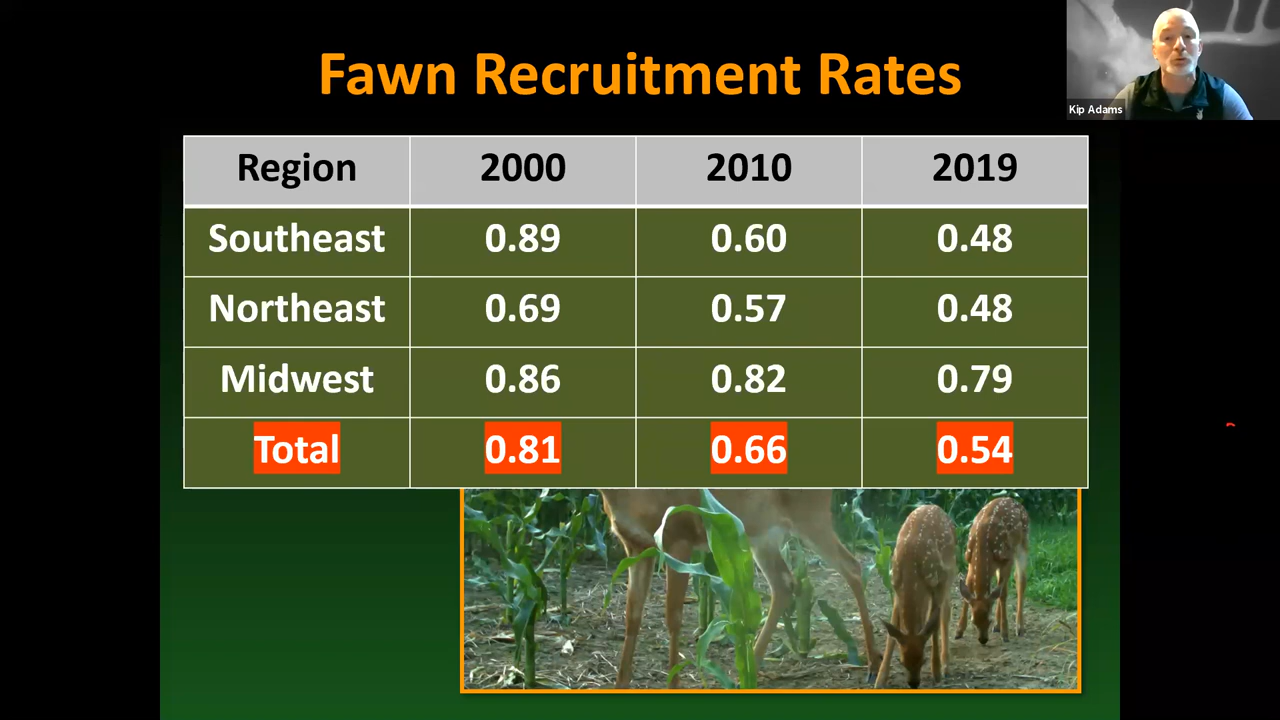 Fawn Recruitment Rates
Kip Adams
Region 2000 2010 2019
Southeast 0.89 0.60 0.48
Northeast 0.69 0.57 0.48
Midwest 0.86 0.82 0.79
Total 0.81 0.66 0.54